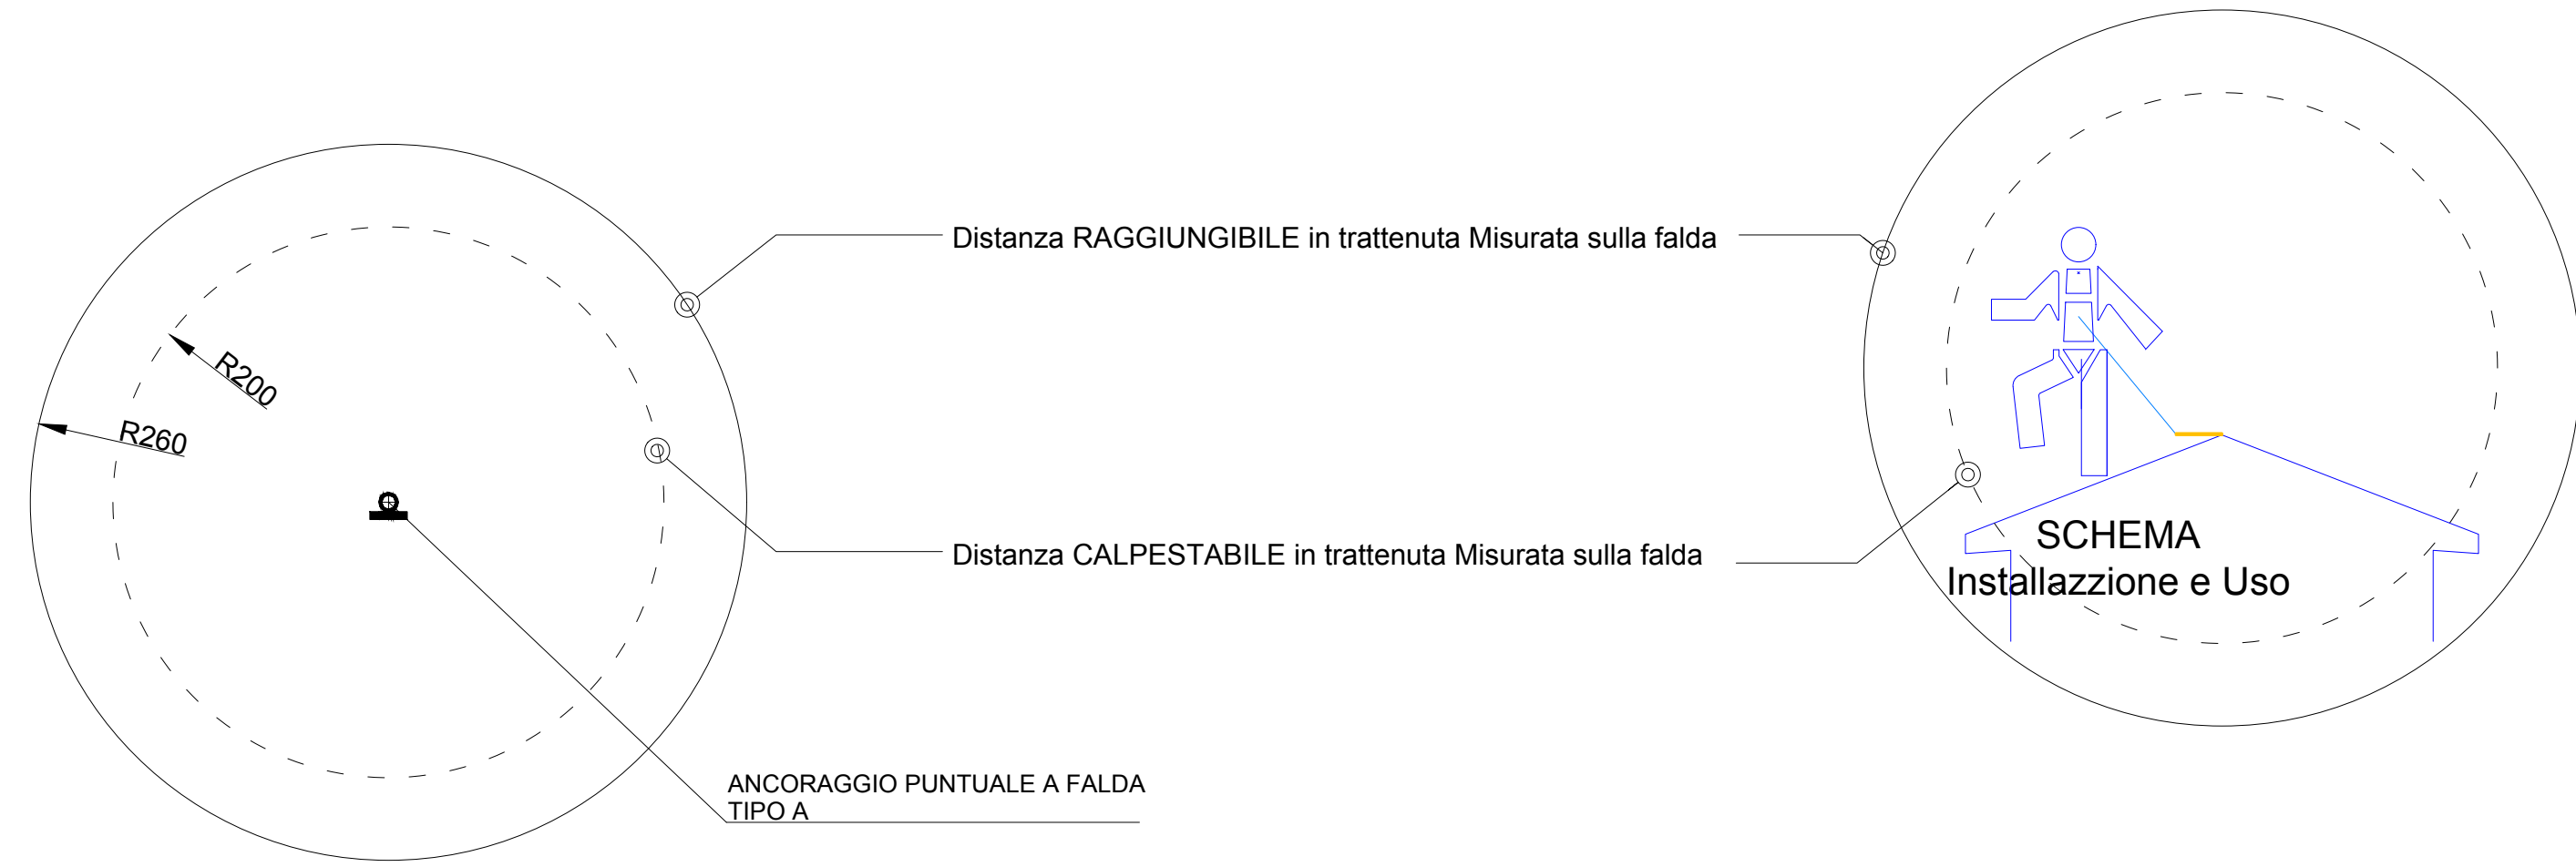 Distanza RAGGIUNGIBILE in trattenuta Misurata sulla falda
R200
R260
SCHEMA
Installazzione e Uso
Distanza CALPESTABILE in trattenuta Misurata sulla falda
ANCORAGGIO PUNTUALE A FALDA
TIPO A